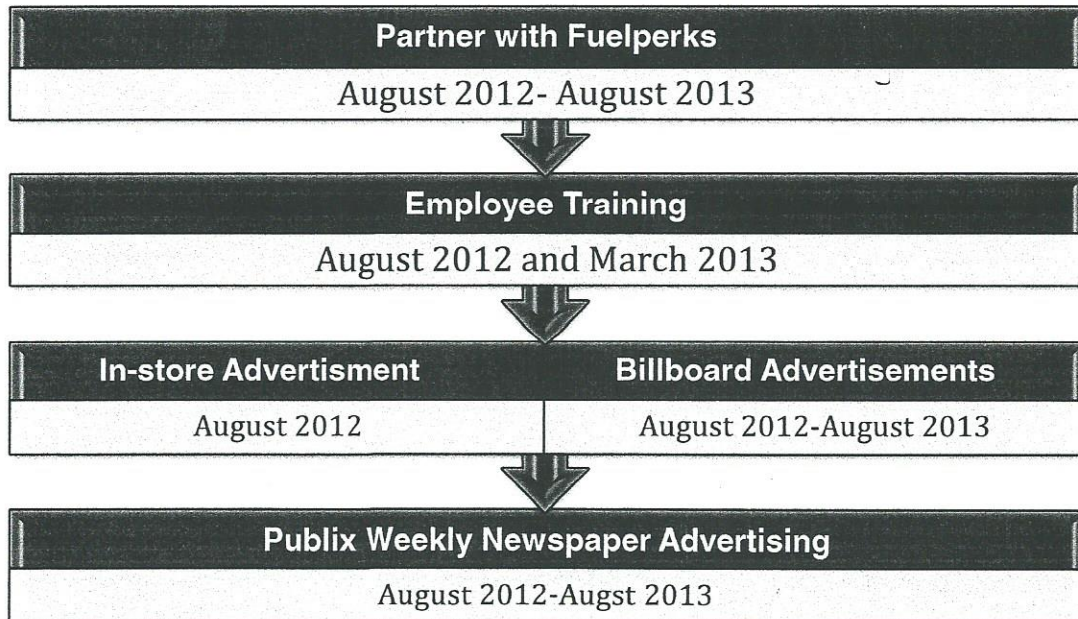 Partner with Fuelperks
August 2012- August 2013
Employee Training
August 2012 and March 2013
In-store Advertisment
Billboard Advertisements
August 2012
August 2012-August 2013
Publix Weekly Newspaper Advertising
August 2012-Augst 2013